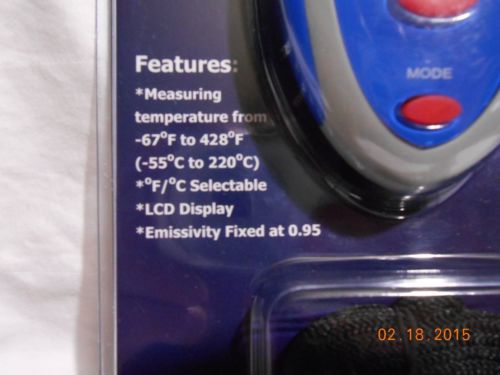 Features:
*Measuring
temperature from
-67°F to 428°F
(-55°C to 220°C)
*°F/°C Selectable
*LCD Display
*Emissivity Fixed at 0.95
MODE
02.18.2015